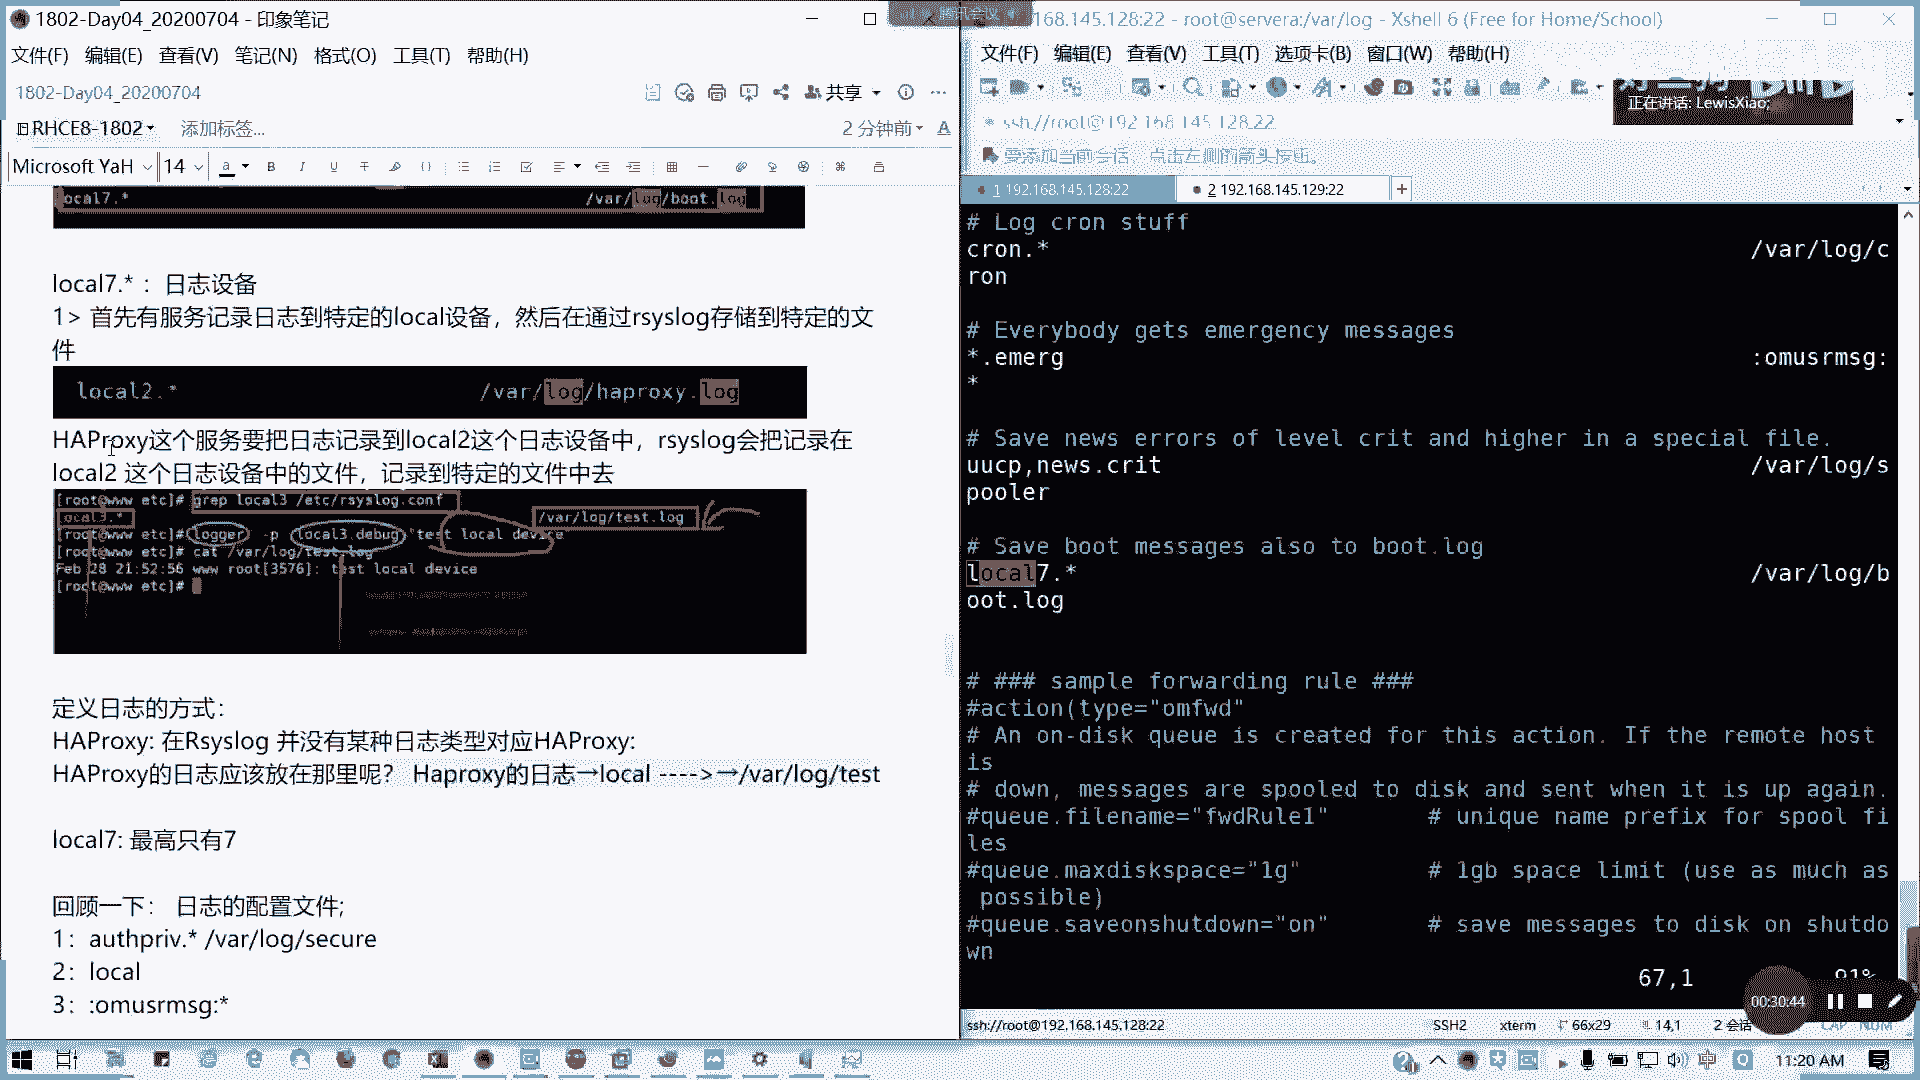 1802-Day04_20200704 - 印象笔记
文件(F) 编辑(E) 查看(V) 笔记(N) 格式(O) 工具(T) 帮助(H)
1802-Day04_20200704
共享
RHCE8-1802
添加标签...
2 分钟前
Microsoft YaH 14
local7.* /var/log/boot.log
local7.* ：日志设备
1> 首先有服务记录日志到特定的local设备，然后在通过rsyslog存储到特定的文
件
local2.* /var/log/haproxy.log
HAProxy这个服务要把日志记录到local2这个日志设备中，rsyslog会把记录在
local2 这个日志设备中的文件，记录到特定的文件中去
[root@www etc]# grep local3 /etc/rsyslog.conf
local3.* /var/log/test.log
[root@www etc]# logger -p local3.debug 'test local device'
[root@www etc]# cat /var/log/test.log
Feb 28 21:52:56 www root[3576]: test local device
[root@www etc]#
定义日志的方式：
HAProxy: 在Rsyslog 并没有某种日志类型对应HAProxy:
HAProxy的日志应该放在那里呢？ Haproxy的日志→local ---->→/var/log/test
local7: 最高只有7
回顾一下： 日志的配置文件;
1：authpriv.* /var/log/secure
2：local
3：:omusrmsg:*
168.145.128:22 - root@servera:/var/log - Xshell 6 (Free for Home/School)
文件(F) 编辑(E) 查看(V) 工具(T) 选项卡(B) 窗口(W) 帮助(H)
正在讲话: LewisXiao;
ssh://root@192.168.145.128:22
要添加当前会话，点击左侧的箭头按钮。
1 192.168.145.128:22
2 192.168.145.129:22
# Log cron stuff
cron.* /var/log/c
ron
# Everybody gets emergency messages
*.emerg :omusrmsg:
*
# Save news errors of level crit and higher in a special file.
uucp,news.crit /var/log/s
pooler
# Save boot messages also to boot.log
local7.* /var/log/b
oot.log
# ### sample forwarding rule ###
#action(type="omfwd"
# An on-disk queue is created for this action. If the remote host
is
# down, messages are spooled to disk and sent when it is up again.
#queue.filename="fwdRule1" # unique name prefix for spool fi
les
#queue.maxdiskspace="1g" # 1gb space limit (use as much as
possible)
#queue.saveonshutdown="on" # save messages to disk on shutdo
wn
67,1 91%
00:30:44
ssh://root@192.168.145.128:22
SSH2 xterm 66x29 14,1 2 会话 CAP NUM
中
11:20 AM